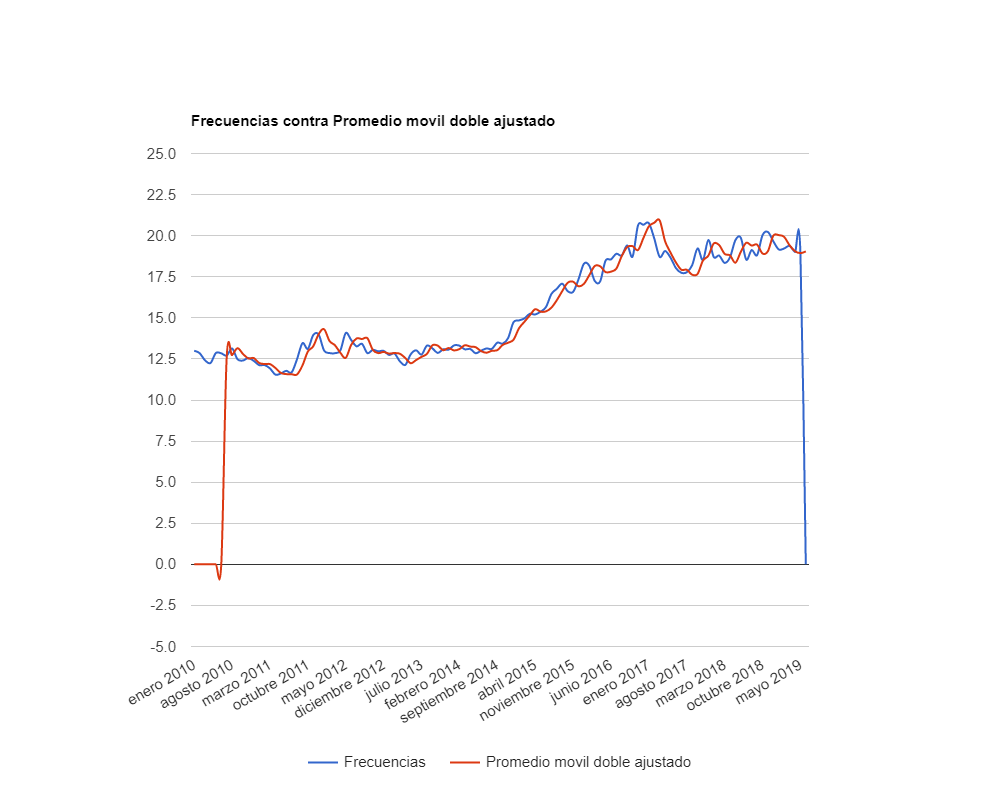 Frecuencias contra Promedio movil doble ajustado
25.0
22.5
20.0
17.5
15.0
12.5
10.0
7.5
5.0
2.5
0.0
-2.5
-5.0
enero 2010
agosto 2010
marzo 2011
octubre 2011
mayo 2012
diciembre 2012
julio 2013
febrero 2014
septiembre 2014
abril 2015
noviembre 2015
junio 2016
enero 2017
agosto 2017
marzo 2018
octubre 2018
mayo 2019
Frecuencias
Promedio movil doble ajustado